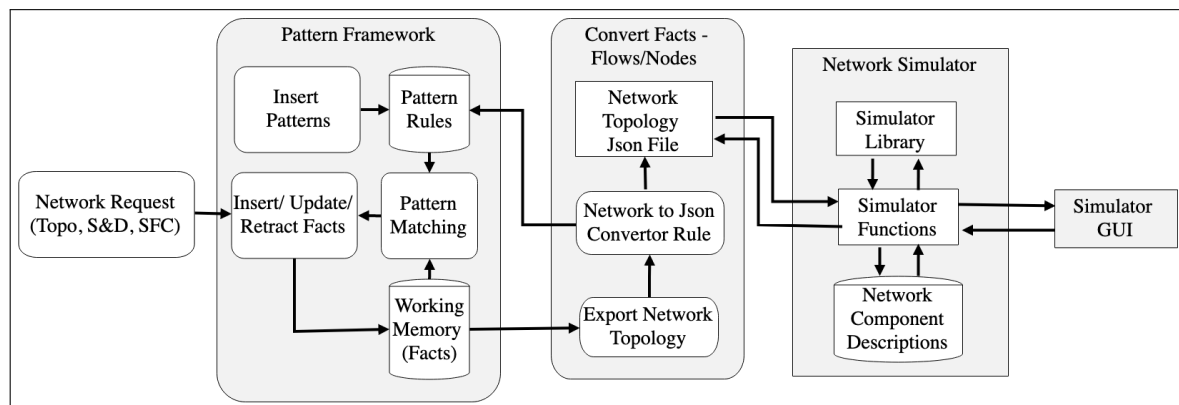 Pattern Framework
Insert
Patterns
Pattern
Rules
Network Request
(Topo, S&D, SFC)
Insert/ Update/
Retract Facts
Pattern
Matching
Working
Memory
(Facts)
Convert Facts -
Flows/Nodes
Network
Topology
Json File
Network to Json
Convertor Rule
Export Network
Topology
Network Simulator
Simulator
Library
Simulator
Functions
Network
Component
Descriptions
Simulator
GUI